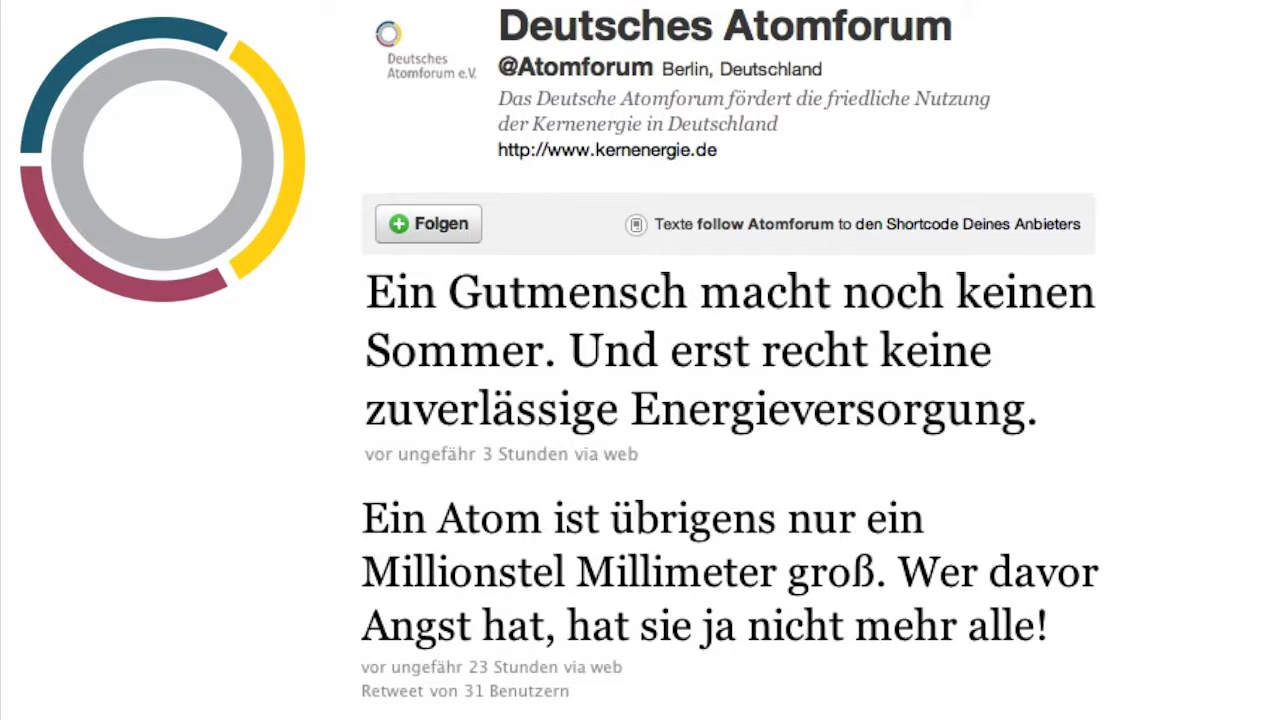 Deutsches Atomforum
Deutsches
Atomforum e.V.
@Atomforum Berlin, Deutschland
Das Deutsche Atomforum fördert die friedliche Nutzung
der Kernenergie in Deutschland
http://www.kernenergie.de
Folgen
Texte follow Atomforum to den Shortcode Deines Anbieters
Ein Gutmensch macht noch keinen
Sommer. Und erst recht keine
zuverlässige Energieversorgung.
vor ungefähr 3 Stunden via web
Ein Atom ist übrigens nur ein
Millionstel Millimeter groß. Wer davor
Angst hat, hat sie ja nicht mehr alle!
vor ungefähr 23 Stunden via web
Retweet von 31 Benutzern